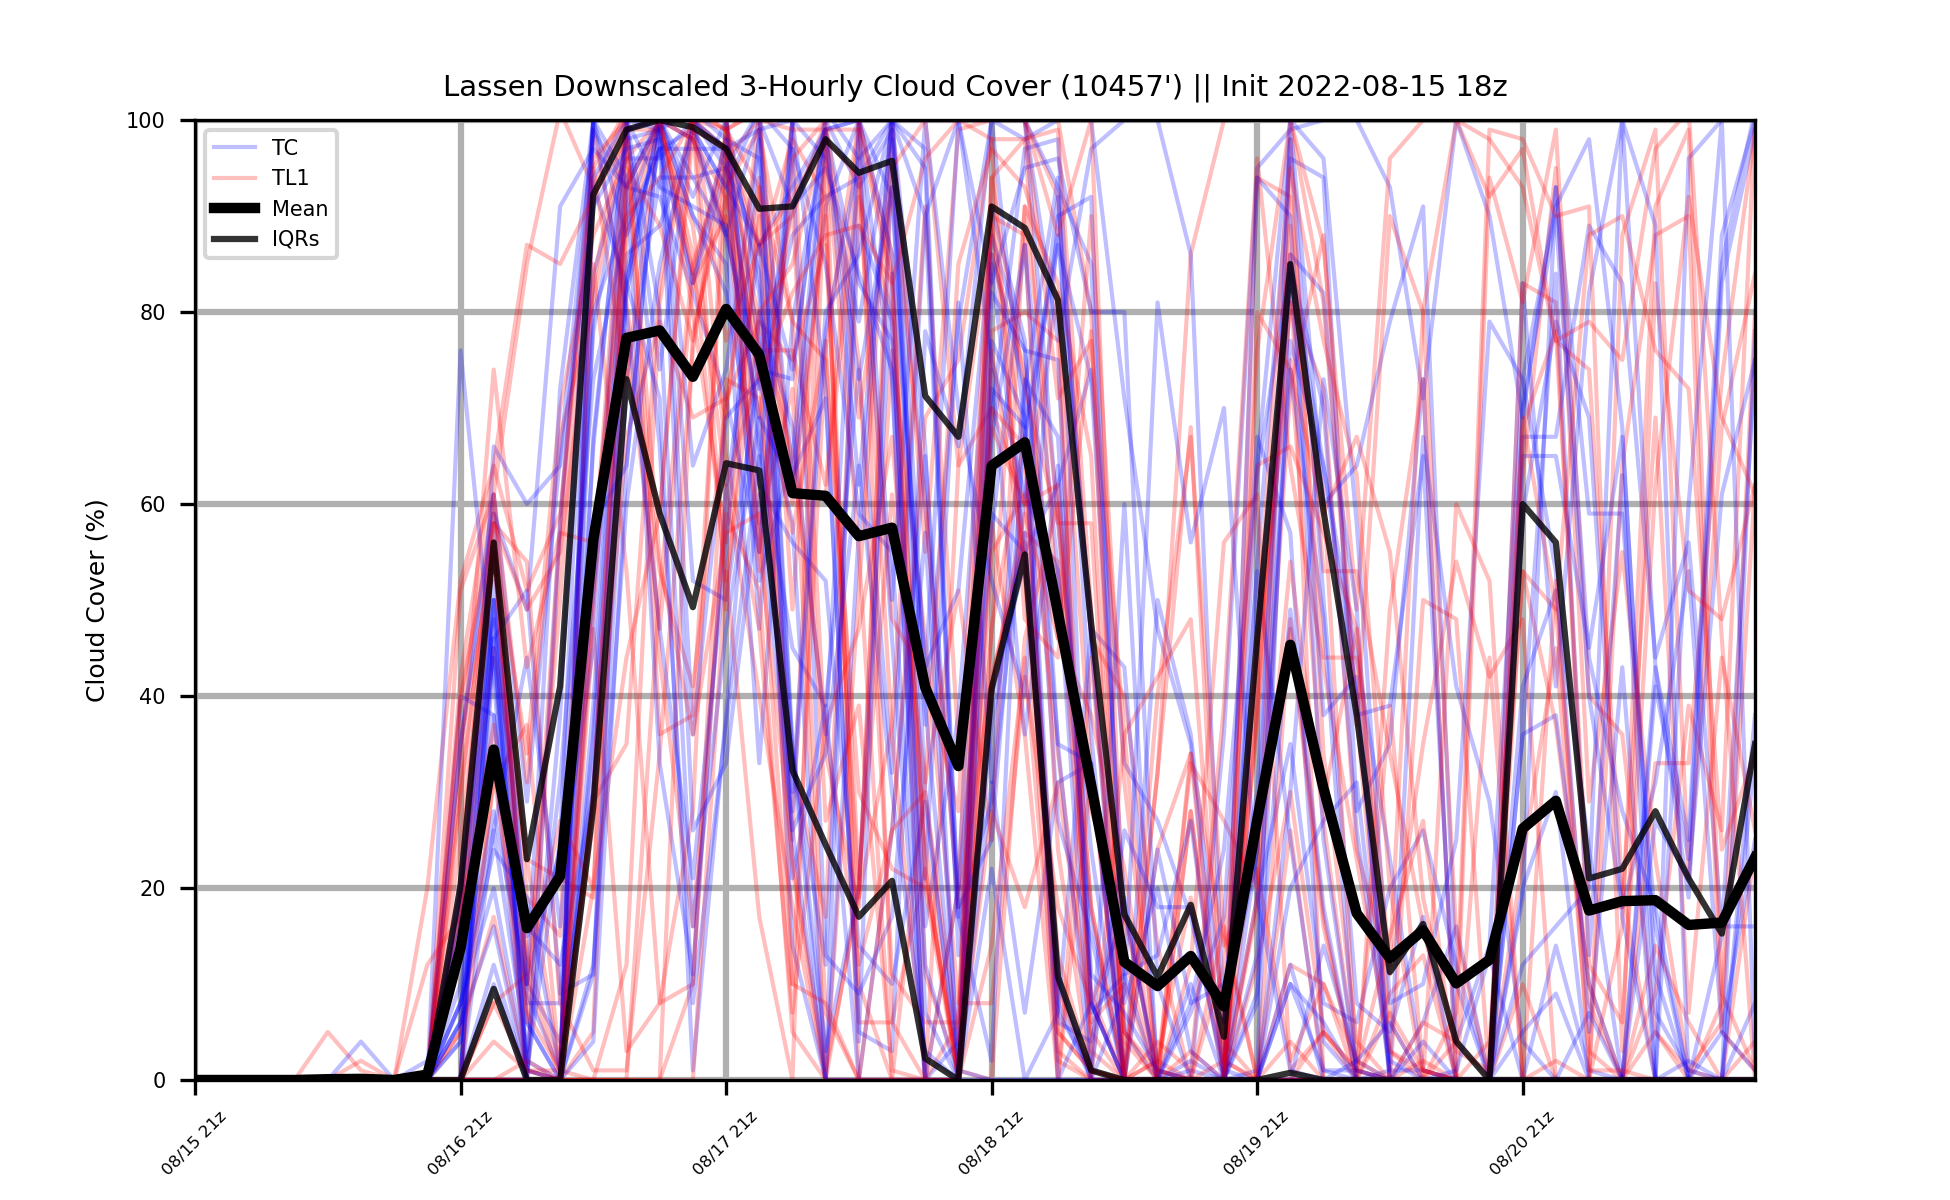 Lassen Downscaled 3-Hourly Cloud Cover (10457') || Init 2022-08-15 18z
TC
TL1
Mean
IQRs
Cloud Cover (%)
100
80
60
40
20
0
08/15 21z
08/16 21z
08/17 21z
08/18 21z
08/19 21z
08/20 21z